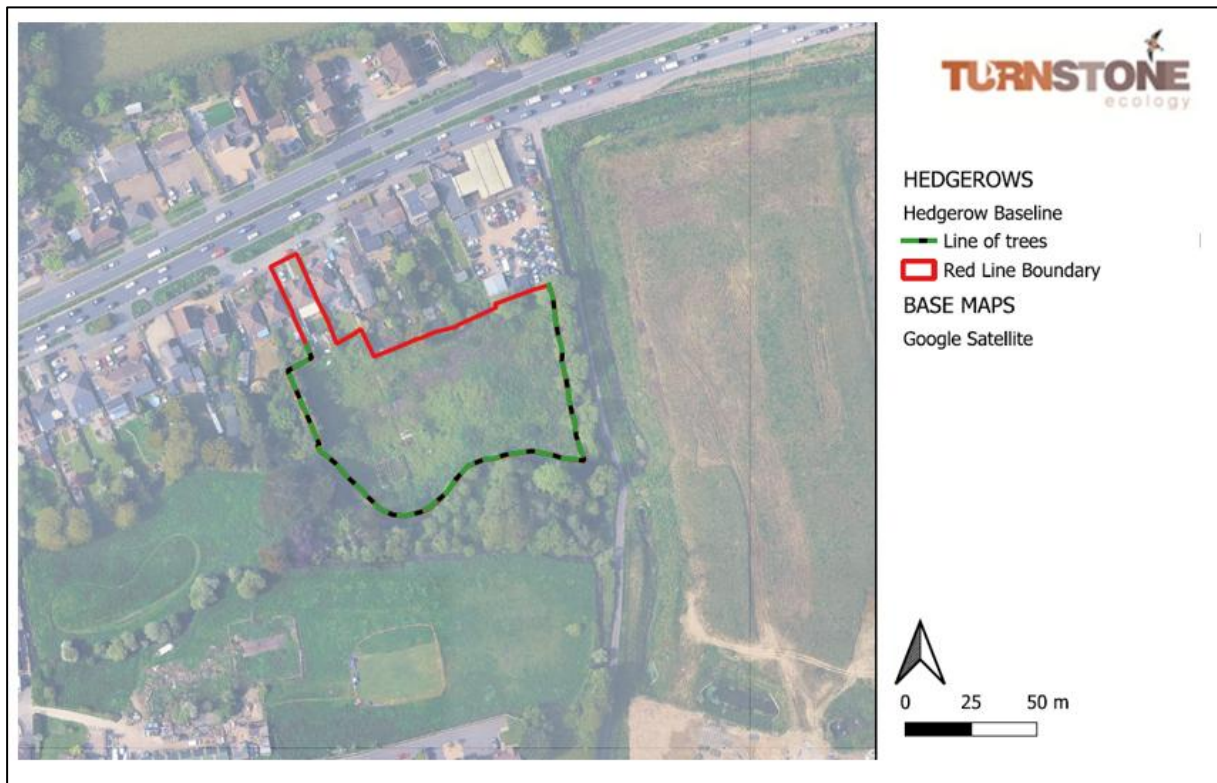 TURNSTONE
ecology
HEDGEROWS
Hedgerow Baseline
Line of trees
Red Line Boundary
BASE MAPS
Google Satellite
0 25 50 m